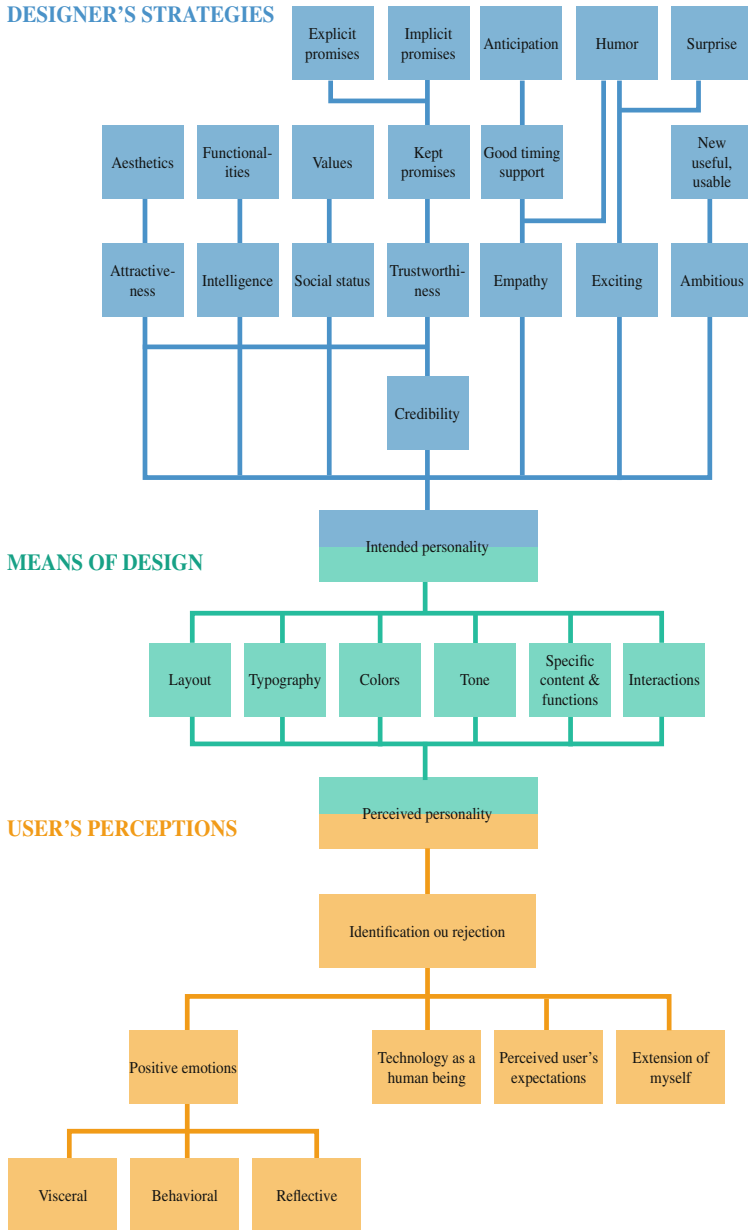 DESIGNER’S STRATEGIES
Explicit
promises
Implicit
promises
Anticipation
Humor
Surprise
Aesthetics
Functional-
ities
Values
Kept
promises
Good timing
support
New
useful,
usable
Attractive-
ness
Intelligence
Social status
Trustworthi-
ness
Empathy
Exciting
Ambitious
Credibility
Intended personality
MEANS OF DESIGN
Layout
Typography
Colors
Tone
Specific
content &
functions
Interactions
Perceived personality
USER’S PERCEPTIONS
Identification ou rejection
Positive emotions
Technology as a
human being
Perceived user’s
expectations
Extension of
myself
Visceral
Behavioral
Reflective